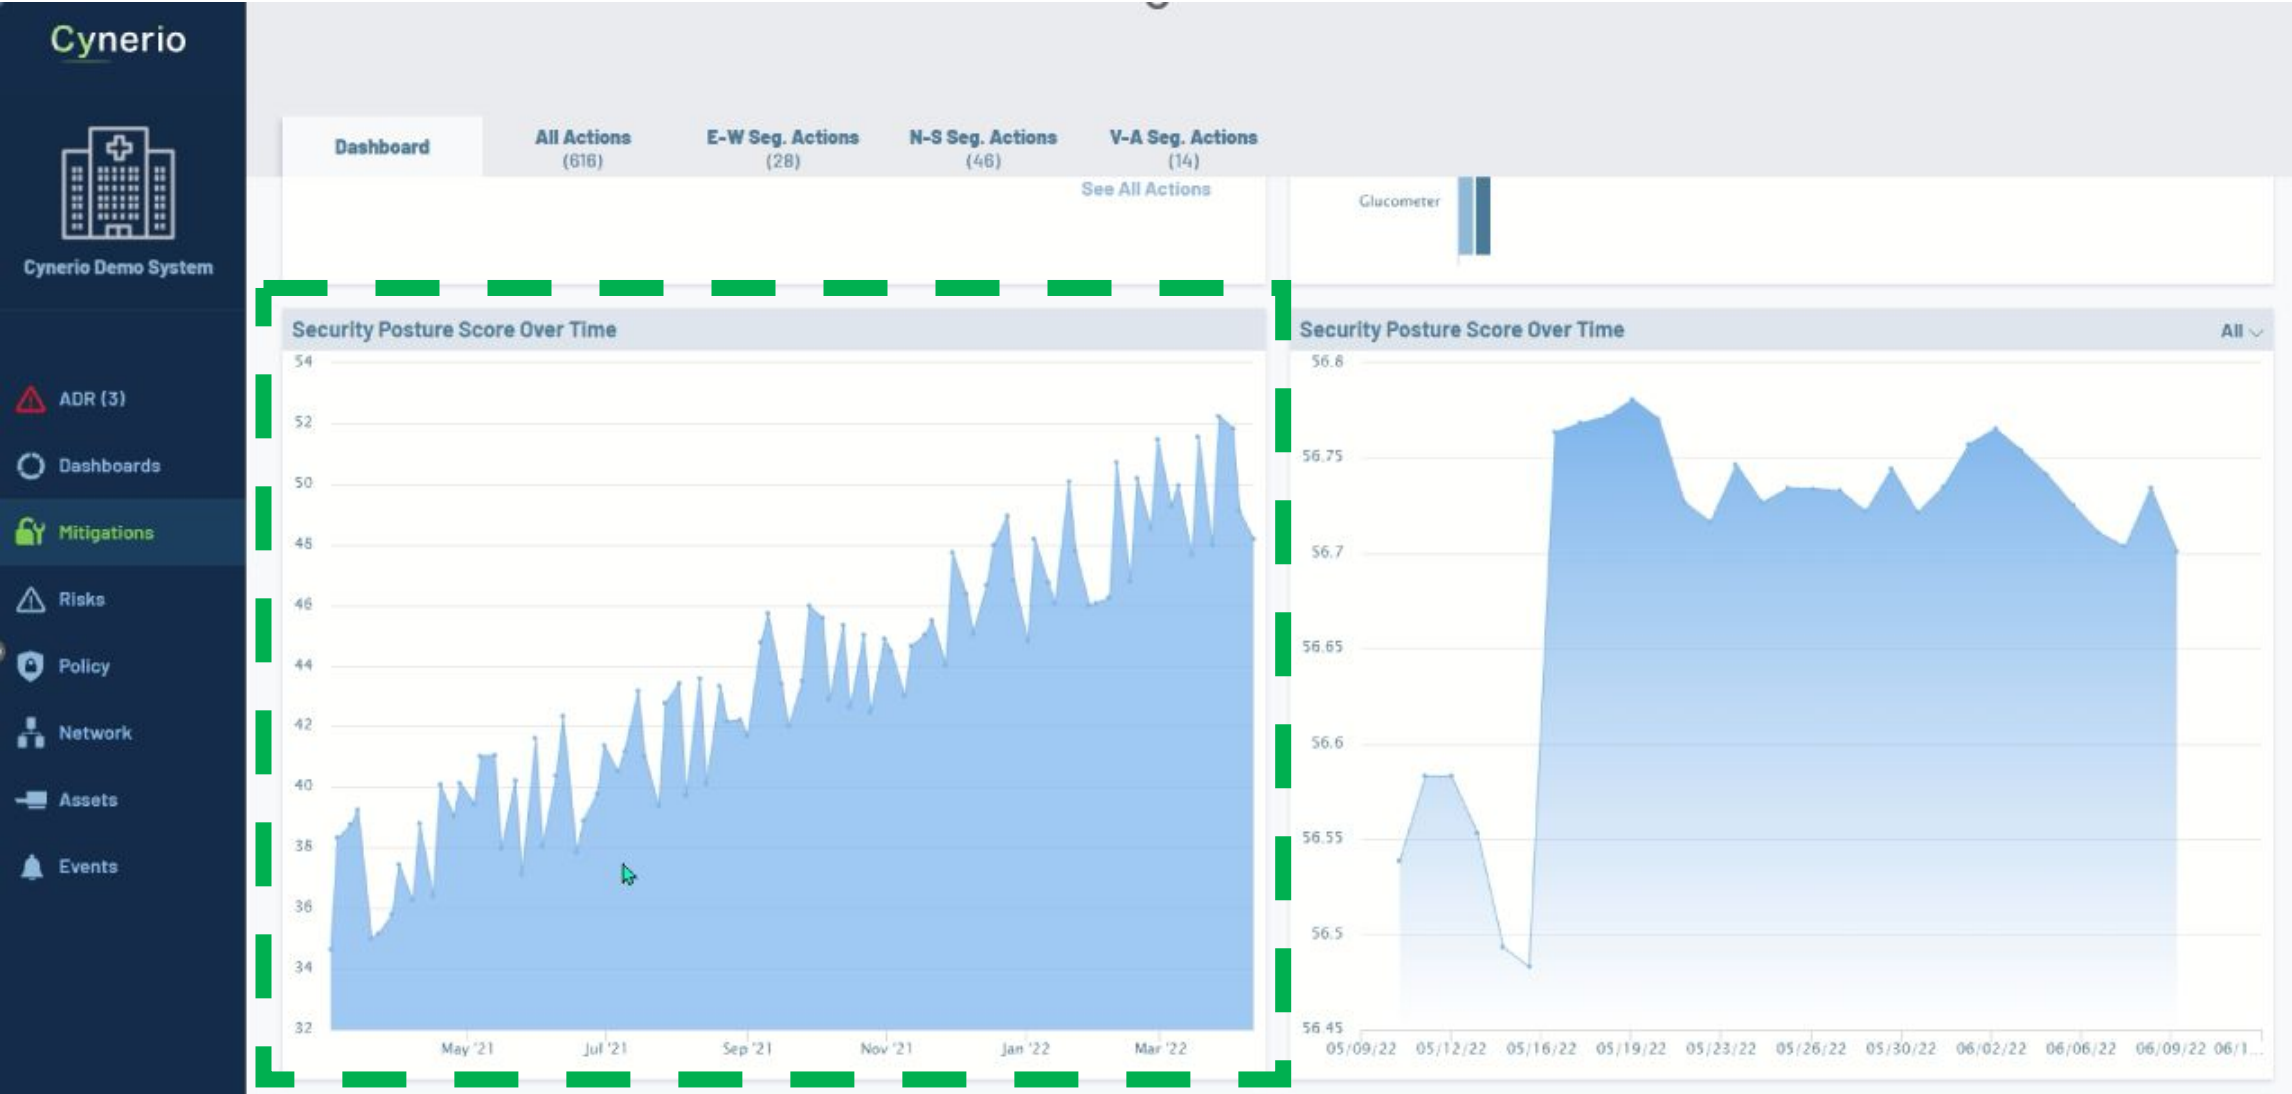 Cynerio
Cynerio Demo System
ADR (3)
Dashboards
Mitigations
Risks
Policy
Network
Assets
Events
Dashboard
All Actions
(616)
E-W Seg. Actions
(28)
N-S Seg. Actions
(46)
V-A Seg. Actions
(14)
See All Actions
Glucometer
Security Posture Score Over Time
54
52
50
48
46
44
42
40
38
36
34
32
May '21
Jul '21
Sep '21
Nov '21
Jan '22
Mar '22
Security Posture Score Over Time
All
56.8
56.75
56.7
56.65
56.6
56.55
56.5
56.45
05/09/22
05/12/22
05/16/22
05/19/22
05/23/22
05/26/22
05/30/22
06/02/22
06/06/22
06/09/22
06/1...